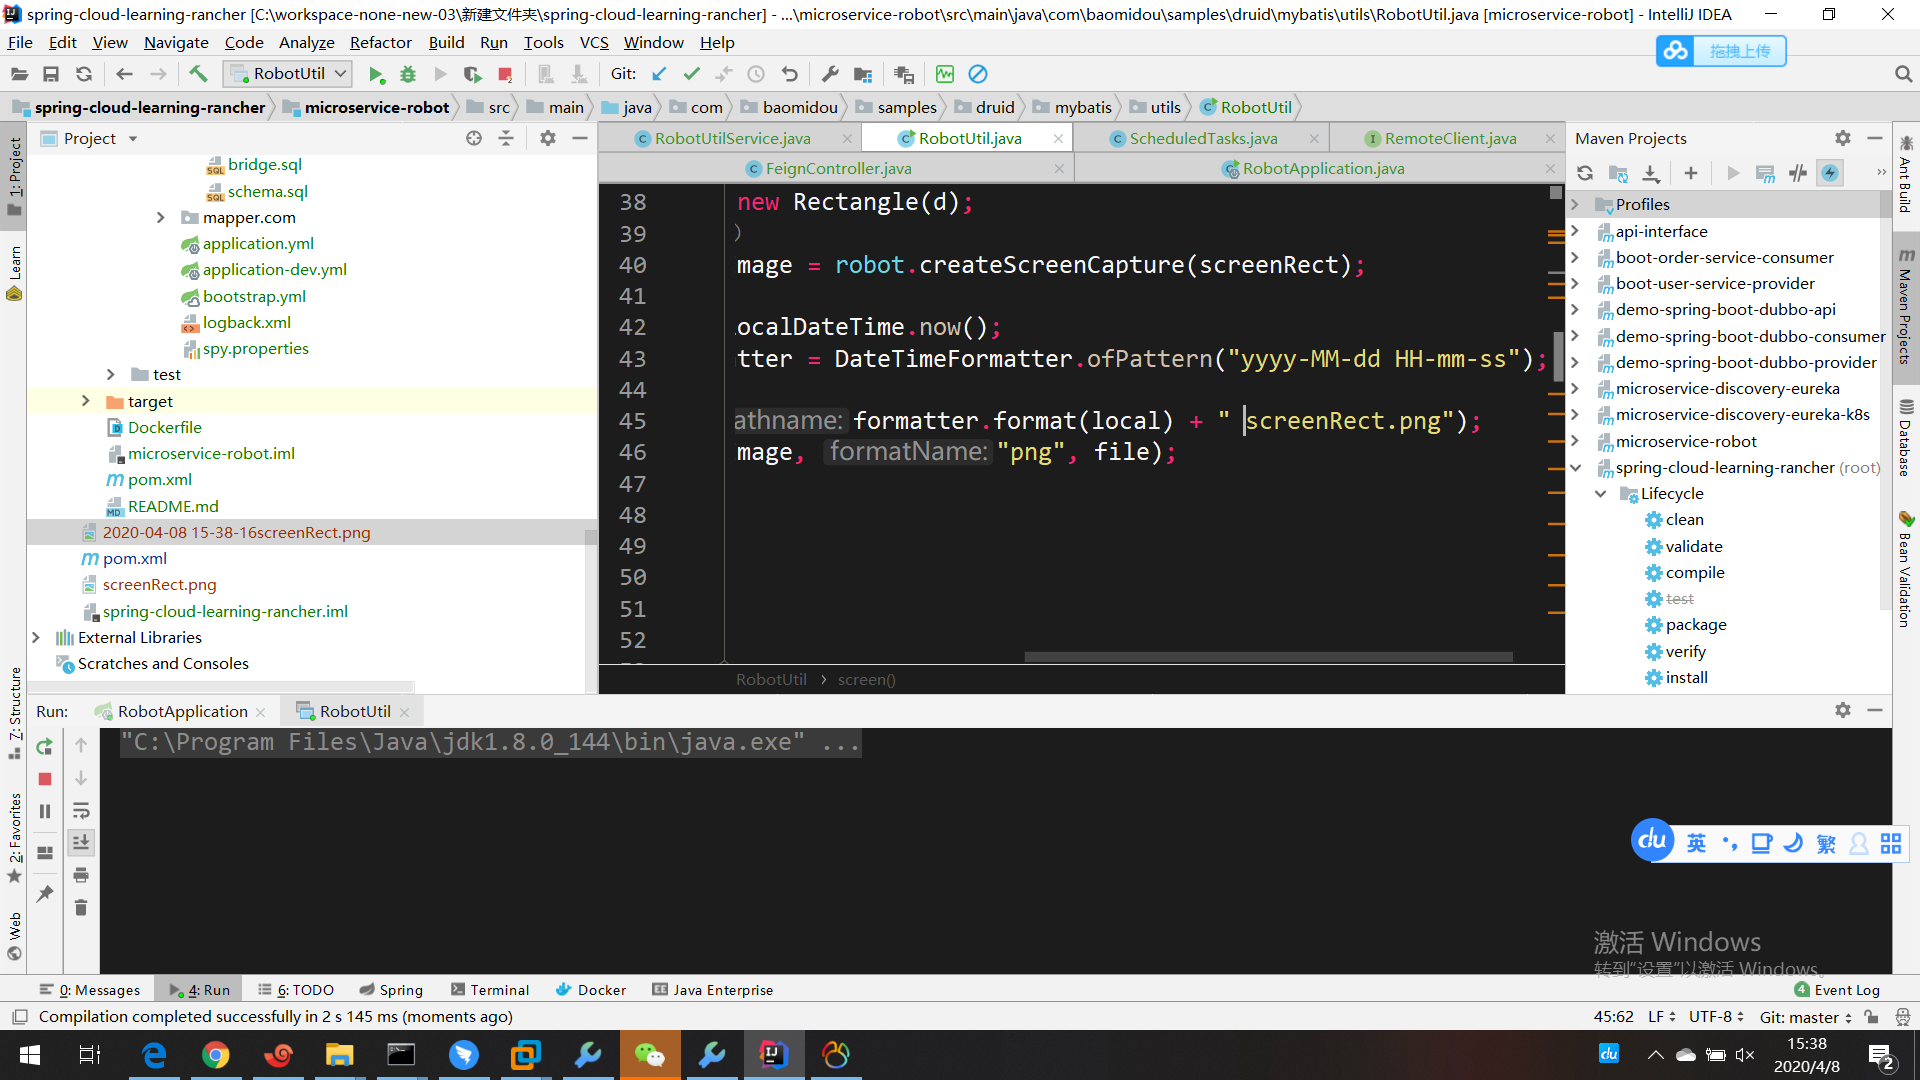 spring-cloud-learning-rancher [C:\workspace-none-new-03\新建文件夹\spring-cloud-learning-rancher] - ...\microservice-robot\src\main\java\com\baomidou\samples\druid\mybatis\utils\RobotUtil.java [microservice-robot] - IntelliJ IDEA
File Edit View Navigate Code Analyze Refactor Build Run Tools VCS Window Help
拖拽上传
RobotUtil Git:
spring-cloud-learning-rancher microservice-robot src main java com baomidou samples druid mybatis utils RobotUtil
1: Project
Learn
Z: Structure
2: Favorites
Web
Project
bridge.sql
schema.sql
mapper.com
application.yml
application-dev.yml
bootstrap.yml
logback.xml
spy.properties
test
target
Dockerfile
microservice-robot.iml
pom.xml
README.md
2020-04-08 15-38-16screenRect.png
pom.xml
screenRect.png
spring-cloud-learning-rancher.iml
External Libraries
Scratches and Consoles
RobotUtilService.java RobotUtil.java ScheduledTasks.java RemoteClient.java
FeignController.java RobotApplication.java
38 new Rectangle(d);
39 )
40 mage = robot.createScreenCapture(screenRect);
41
42 ocalDateTime.now();
43 tter = DateTimeFormatter.ofPattern("yyyy-MM-dd HH-mm-ss");
44
45 athname: formatter.format(local) + " screenRect.png");
46 mage, formatName: "png", file);
47
48
49
50
51
52
RobotUtil › screen()
Maven Projects
Profiles
api-interface
boot-order-service-consumer
boot-user-service-provider
demo-spring-boot-dubbo-api
demo-spring-boot-dubbo-consumer
demo-spring-boot-dubbo-provider
microservice-discovery-eureka
microservice-discovery-eureka-k8s
microservice-robot
spring-cloud-learning-rancher (root)
Lifecycle
clean
validate
compile
test
package
verify
install
Ant Build
Maven Projects
Database
Bean Validation
Run: RobotApplication RobotUtil
"C:\Program Files\Java\jdk1.8.0_144\bin\java.exe" ...
du 英 繁
激活 Windows
转到"设置"以激活 Windows。
0: Messages 4: Run 6: TODO Spring Terminal Docker Java Enterprise 4 Event Log
Compilation completed successfully in 2 s 145 ms (moments ago) 45:62 LF UTF-8 Git: master
du 15:38
2020/4/8 2